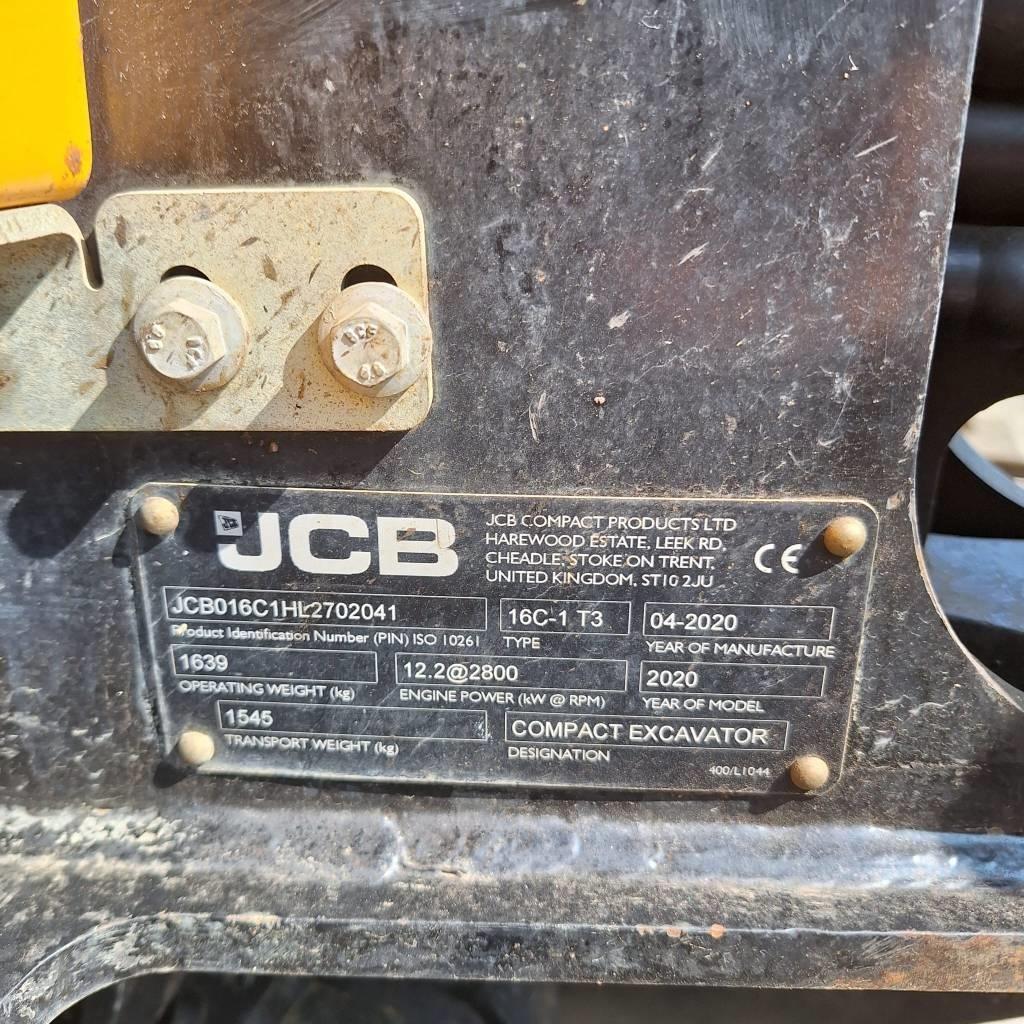 JCB
JCB COMPACT PRODUCTS LTD
HAREWOOD ESTATE, LEEK RD,
CHEADLE, STOKE ON TRENT,
UNITED KINGDOM, ST10 2JU
CE
JCB016C1HL2702041
Product Identification Number (PIN) ISO 10261
16C-1 T3
TYPE
04-2020
YEAR OF MANUFACTURE
1639
OPERATING WEIGHT (kg)
12.2@2800
ENGINE POWER (kW @ RPM)
2020
YEAR OF MODEL
1545
TRANSPORT WEIGHT (kg)
COMPACT EXCAVATOR
DESIGNATION
400/L1044